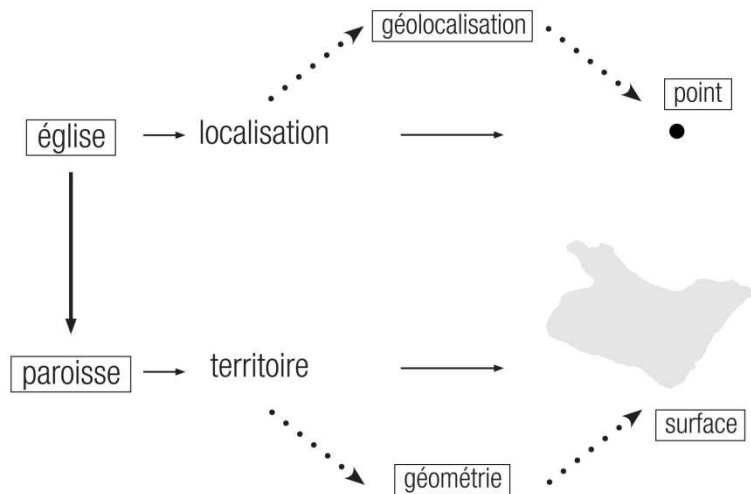 géolocalisation
point
église
localisation
paroisse
territoire
surface
géométrie